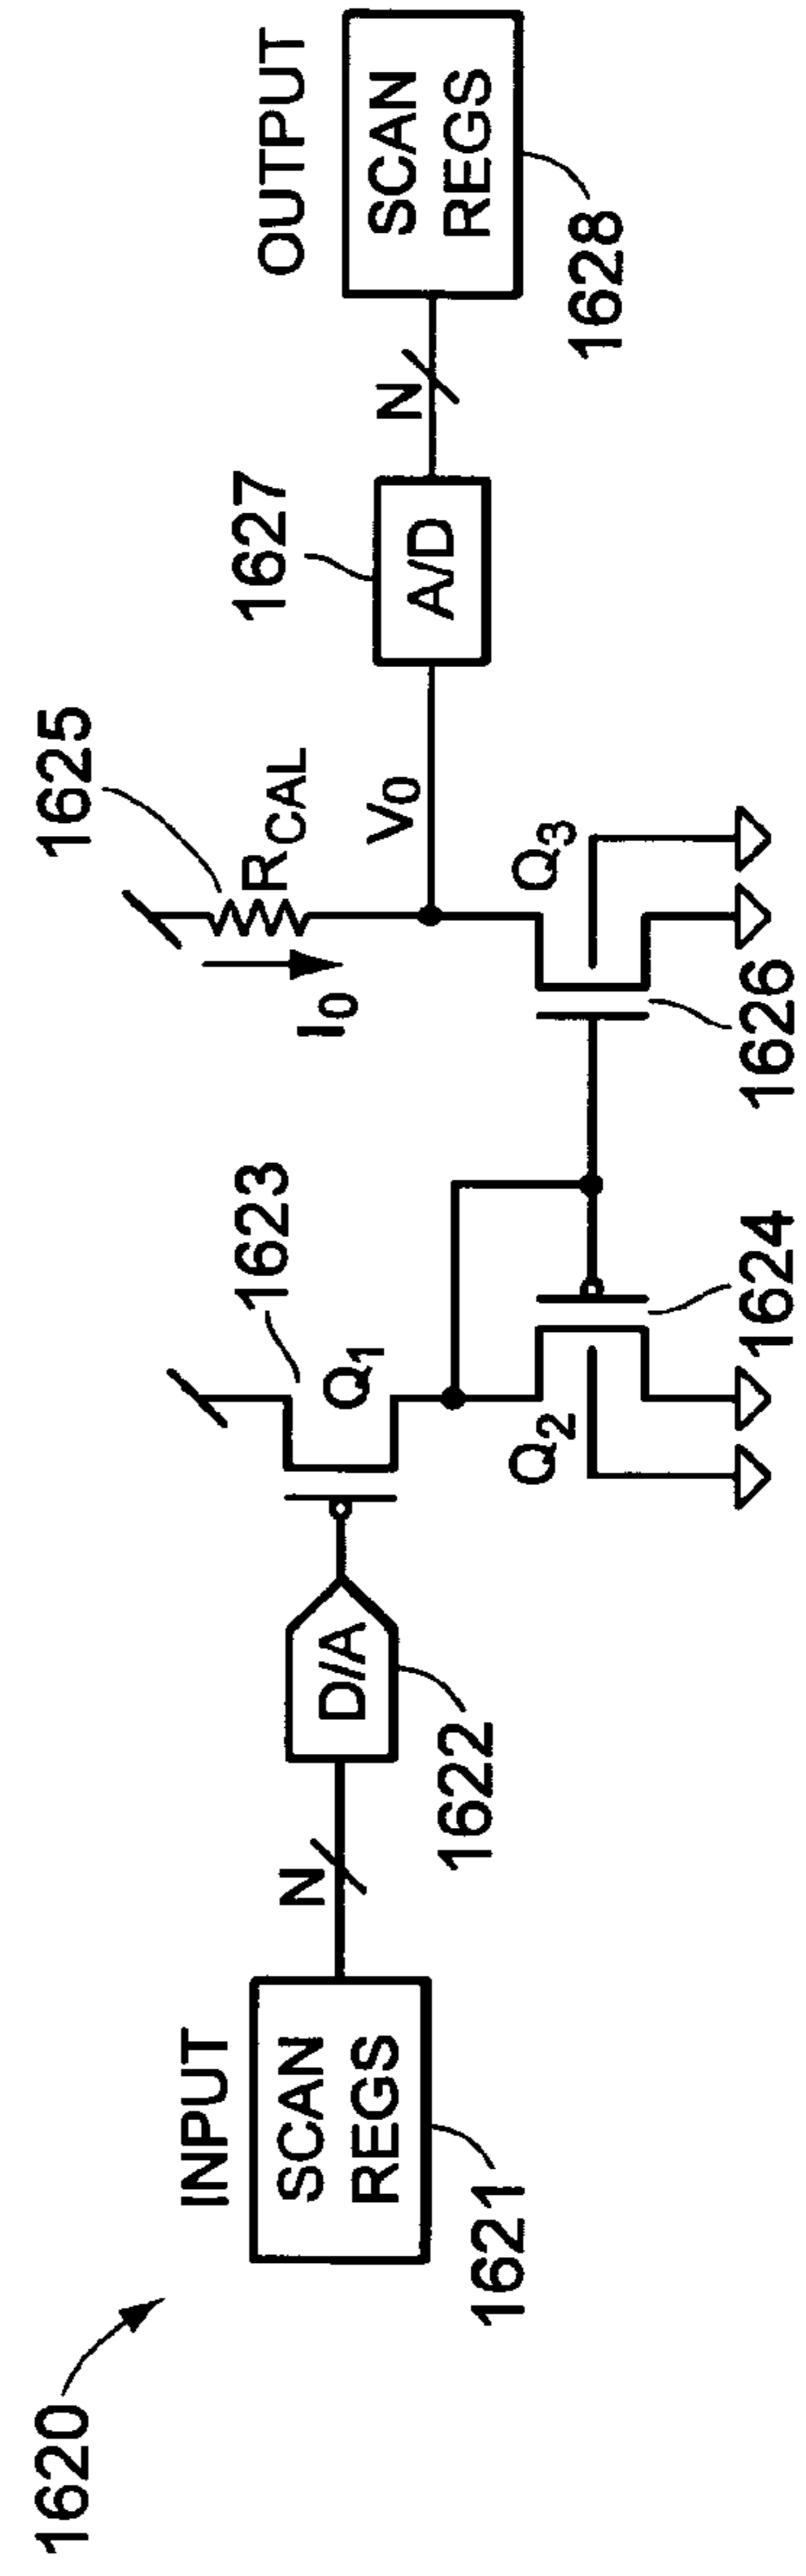 1620
INPUT
SCAN
REGS
1621
N
D/A
1622
1623
Q1
Q2
1624
1625
RCAL
I0
V0
Q3
1626
1627
A/D
N
OUTPUT
SCAN
REGS
1628